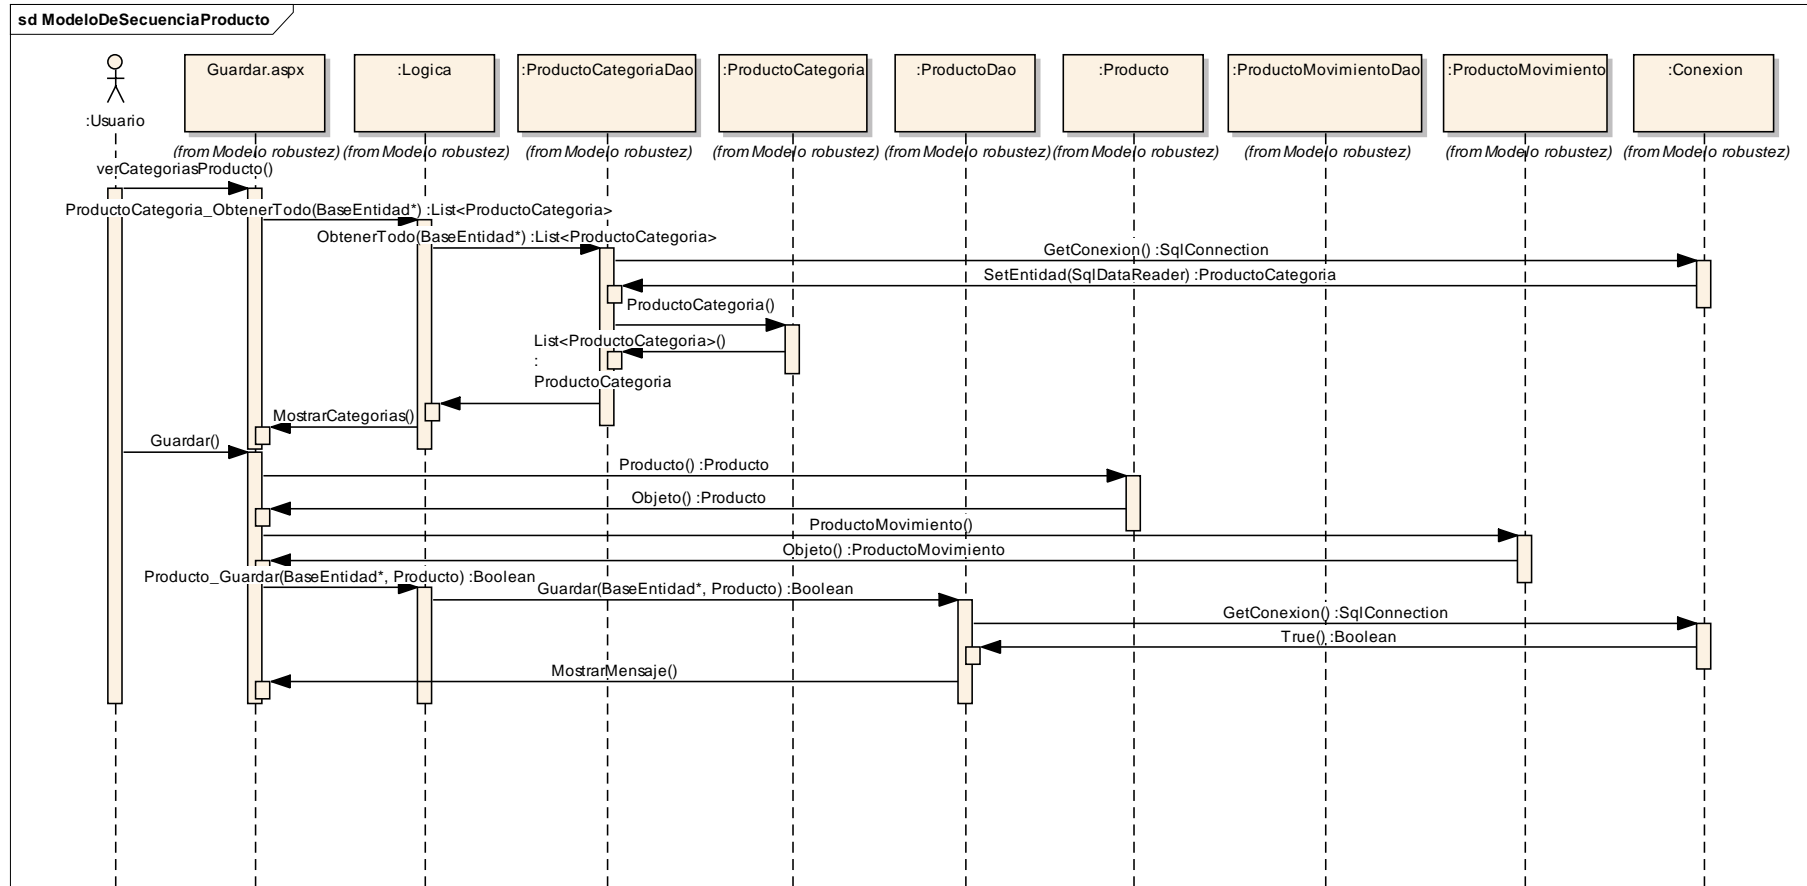 sd ModeloDeSecuenciaProducto
:Usuario
Guardar.aspx
:Logica
:ProductoCategoriaDao
:ProductoCategoria
:ProductoDao
:Producto
:ProductoMovimientoDao
:ProductoMovimiento
:Conexion
(from Modelo robustez)
(from Modelo robustez)
(from Modelo robustez)
(from Modelo robustez)
(from Modelo robustez)
(from Modelo robustez)
(from Modelo robustez)
(from Modelo robustez)
(from Modelo robustez)
verCategoriasProducto()
ProductoCategoria_ObtenerTodo(BaseEntidad*) :List<ProductoCategoria>
ObtenerTodo(BaseEntidad*) :List<ProductoCategoria>
GetConexion() :SqlConnection
SetEntidad(SqlDataReader) :ProductoCategoria
ProductoCategoria()
List<ProductoCategoria>()
:
ProductoCategoria
MostrarCategorias()
Guardar()
Producto() :Producto
Objeto() :Producto
ProductoMovimiento()
Objeto() :ProductoMovimiento
Producto_Guardar(BaseEntidad*, Producto) :Boolean
Guardar(BaseEntidad*, Producto) :Boolean
GetConexion() :SqlConnection
True() :Boolean
MostrarMensaje()